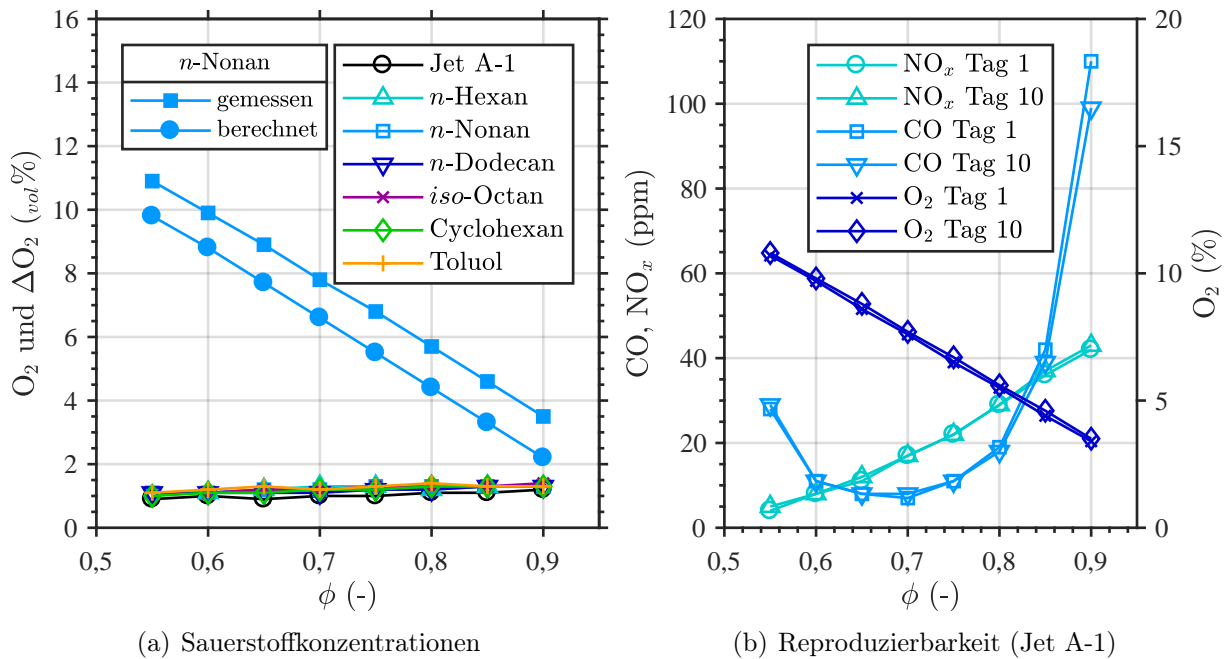 n-Nonan
gemessen
berechnet
Jet A-1
n-Hexan
n-Nonan
n-Dodecan
iso-Octan
Cyclohexan
Toluol
O₂ und ΔO₂ (vol%)
16
14
12
10
8
6
4
2
0
0,5 0,6 0,7 0,8 0,9
ϕ (-)
(a) Sauerstoffkonzentrationen
NOₓ Tag 1
NOₓ Tag 10
CO Tag 1
CO Tag 10
O₂ Tag 1
O₂ Tag 10
CO, NOₓ (ppm)
120
100
80
60
40
20
0
0,5 0,6 0,7 0,8 0,9
ϕ (-)
20
15
10
5
0
O₂ (%)
(b) Reproduzierbarkeit (Jet A-1)